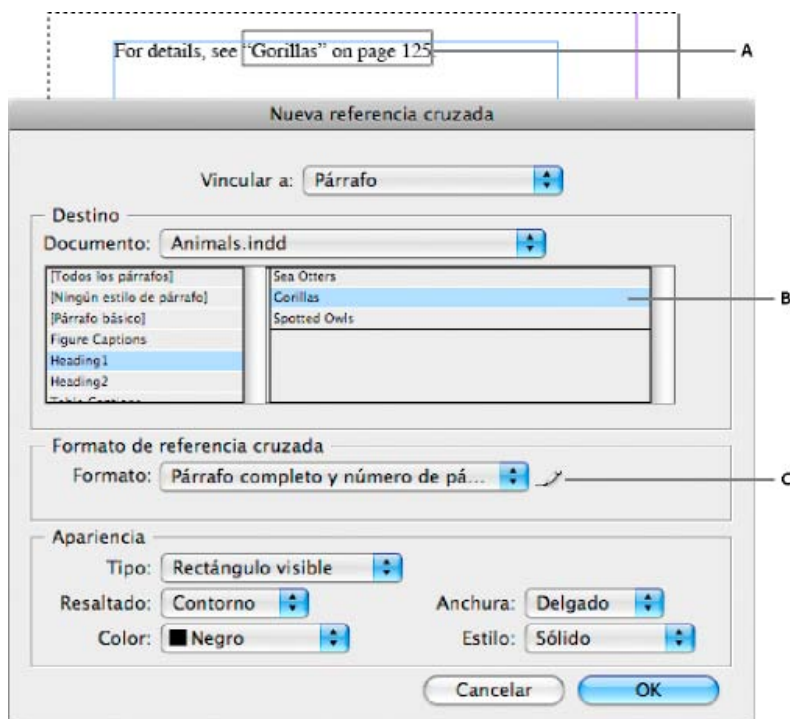 For details, see “Gorillas” on page 125.
A
Nueva referencia cruzada
Vincular a: Párrafo
Destino
Documento: Animals.indd
[Todos los párrafos]
[Ningún estilo de párrafo]
[Párrafo básico]
Figure Captions
Heading1
Heading2
Table Captions
Sea Otters
Gorillas
Spotted Owls
B
Formato de referencia cruzada
Formato: Párrafo completo y número de pá...
C
Apariencia
Tipo: Rectángulo visible
Resaltado: Contorno Anchura: Delgado
Color: Negro Estilo: Sólido
Cancelar OK